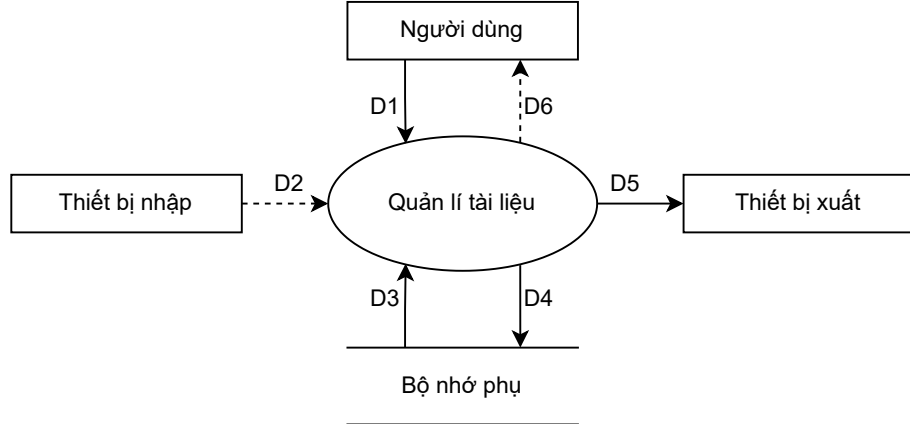 Người dùng
D1
D6
Thiết bị nhập
D2
Quản lí tài liệu
D5
Thiết bị xuất
D3
D4
Bộ nhớ phụ